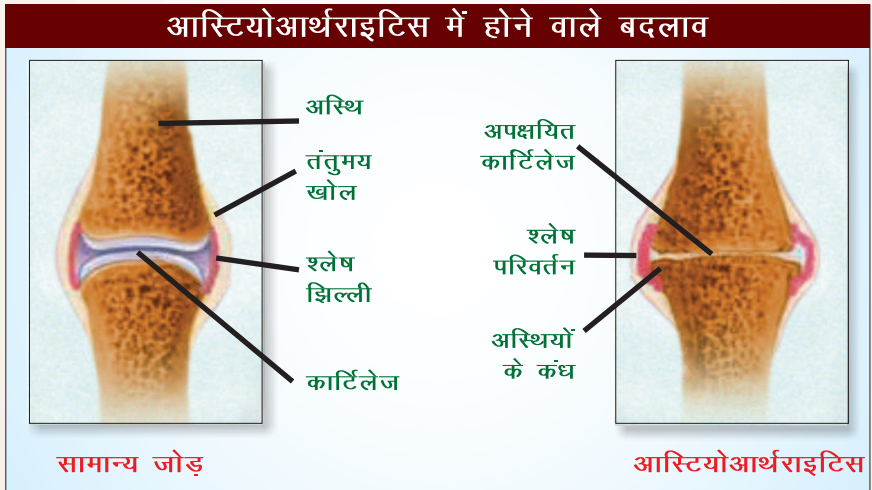 आस्टियोआर्थराइटिस में होने वाले बदलाव
अस्थि
तंतुमय
खोल
श्लेष
झिल्ली
कार्टिलेज
सामान्य जोड़
अपक्षयित
कार्टिलेज
श्लेष
परिवर्तन
अस्थियों
के कंध
आस्टियोआर्थराइटिस